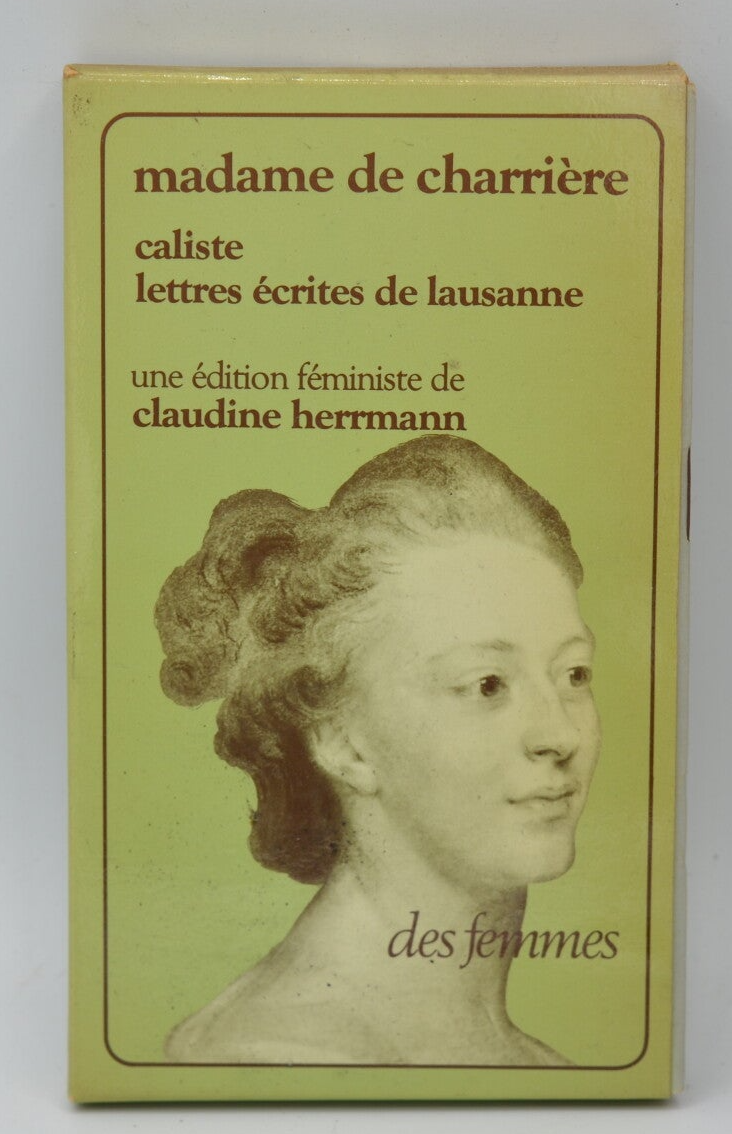 madame de charrière
caliste
lettres écrites de lausanne
une édition féministe de
claudine herrmann
des femmes